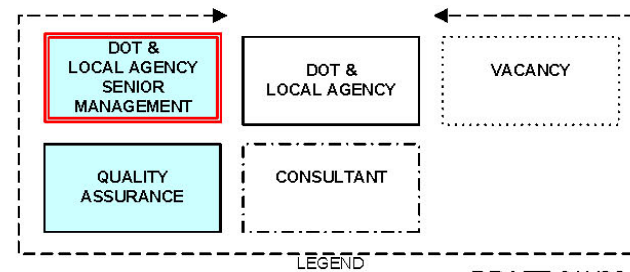 DOT &
LOCAL AGENCY
SENIOR
MANAGEMENT
DOT &
LOCAL AGENCY
VACANCY
QUALITY
ASSURANCE
CONSULTANT
LEGEND